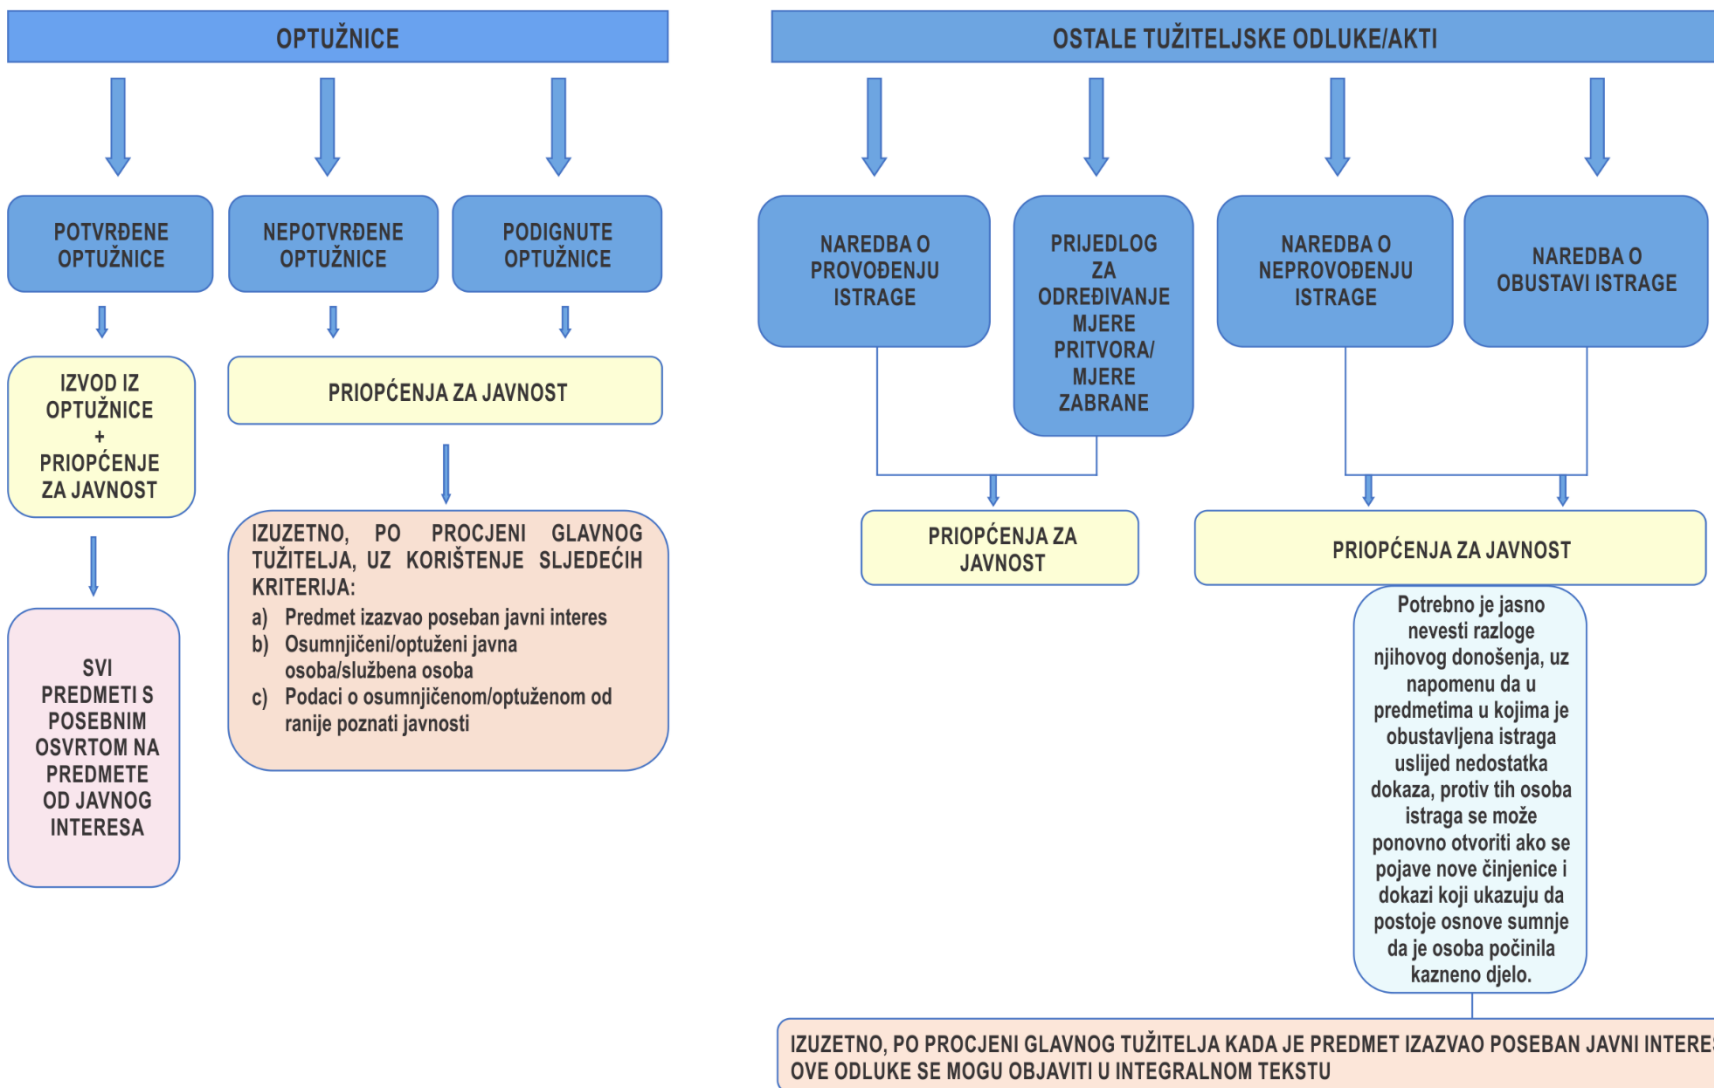 OPTUŽNICE
POTVRĐENE
OPTUŽNICE
NEPOTVRĐENE
OPTUŽNICE
PODIGNUTE
OPTUŽNICE
IZVOD IZ
OPTUŽNICE
+
PRIOPĆENJE
ZA JAVNOST
PRIOPĆENJA ZA JAVNOST
SVI
PREDMETI S
POSEBNIM
OSVRTOM NA
PREDMETE
OD JAVNOG
INTERESA
IZUZETNO, PO PROCJENI GLAVNOG
TUŽITELJA, UZ KORIŠTENJE SLJEDEĆIH
KRITERIJA:
a) Predmet izazvao poseban javni interes
b) Osumnjičeni/optuženi javna
osoba/službena osoba
c) Podaci o osumnjičenom/optuženom od
ranije poznati javnosti
OSTALE TUŽITELJSKE ODLUKE/AKTI
NAREDBA O
PROVOĐENJU
ISTRAGE
PRIJEDLOG
ZA
ODREĐIVANJE
MJERE
PRITVORA/
MJERE
ZABRANE
NAREDBA O
NEPROVOĐENJU
ISTRAGE
NAREDBA O
OBUSTAVI ISTRAGE
PRIOPĆENJA ZA
JAVNOST
PRIOPĆENJA ZA JAVNOST
Potrebno je jasno
nevesti razloge
njihovog donošenja, uz
napomenu da u
predmetima u kojima je
obustavljena istraga
uslijed nedostatka
dokaza, protiv tih osoba
istraga se može
ponovno otvoriti ako se
pojave nove činjenice i
dokazi koji ukazuju da
postoje osnove sumnje
da je osoba počinila
kazneno djelo.
IZUZETNO, PO PROCJENI GLAVNOG TUŽITELJA KADA JE PREDMET IZAZVAO POSEBAN JAVNI INTERES
OVE ODLUKE SE MOGU OBJAVITI U INTEGRALNOM TEKSTU